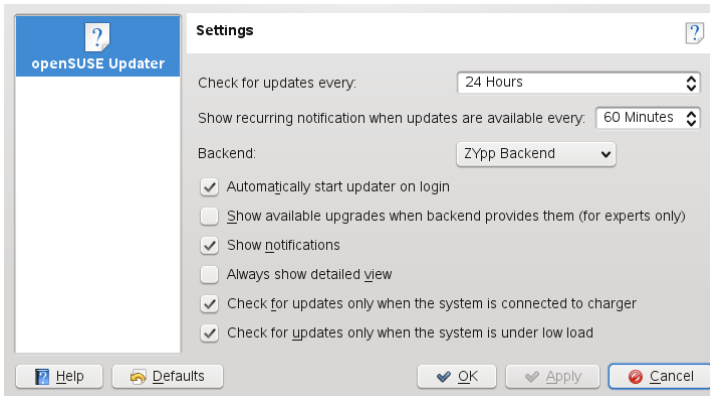 openSUSE Updater
Settings
Check for updates every: 24 Hours
Show recurring notification when updates are available every: 60 Minutes
Backend: ZYpp Backend
Automatically start updater on login
Show available upgrades when backend provides them (for experts only)
Show notifications
Always show detailed view
Check for updates only when the system is connected to charger
Check for updates only when the system is under low load
Help Defaults OK Apply Cancel